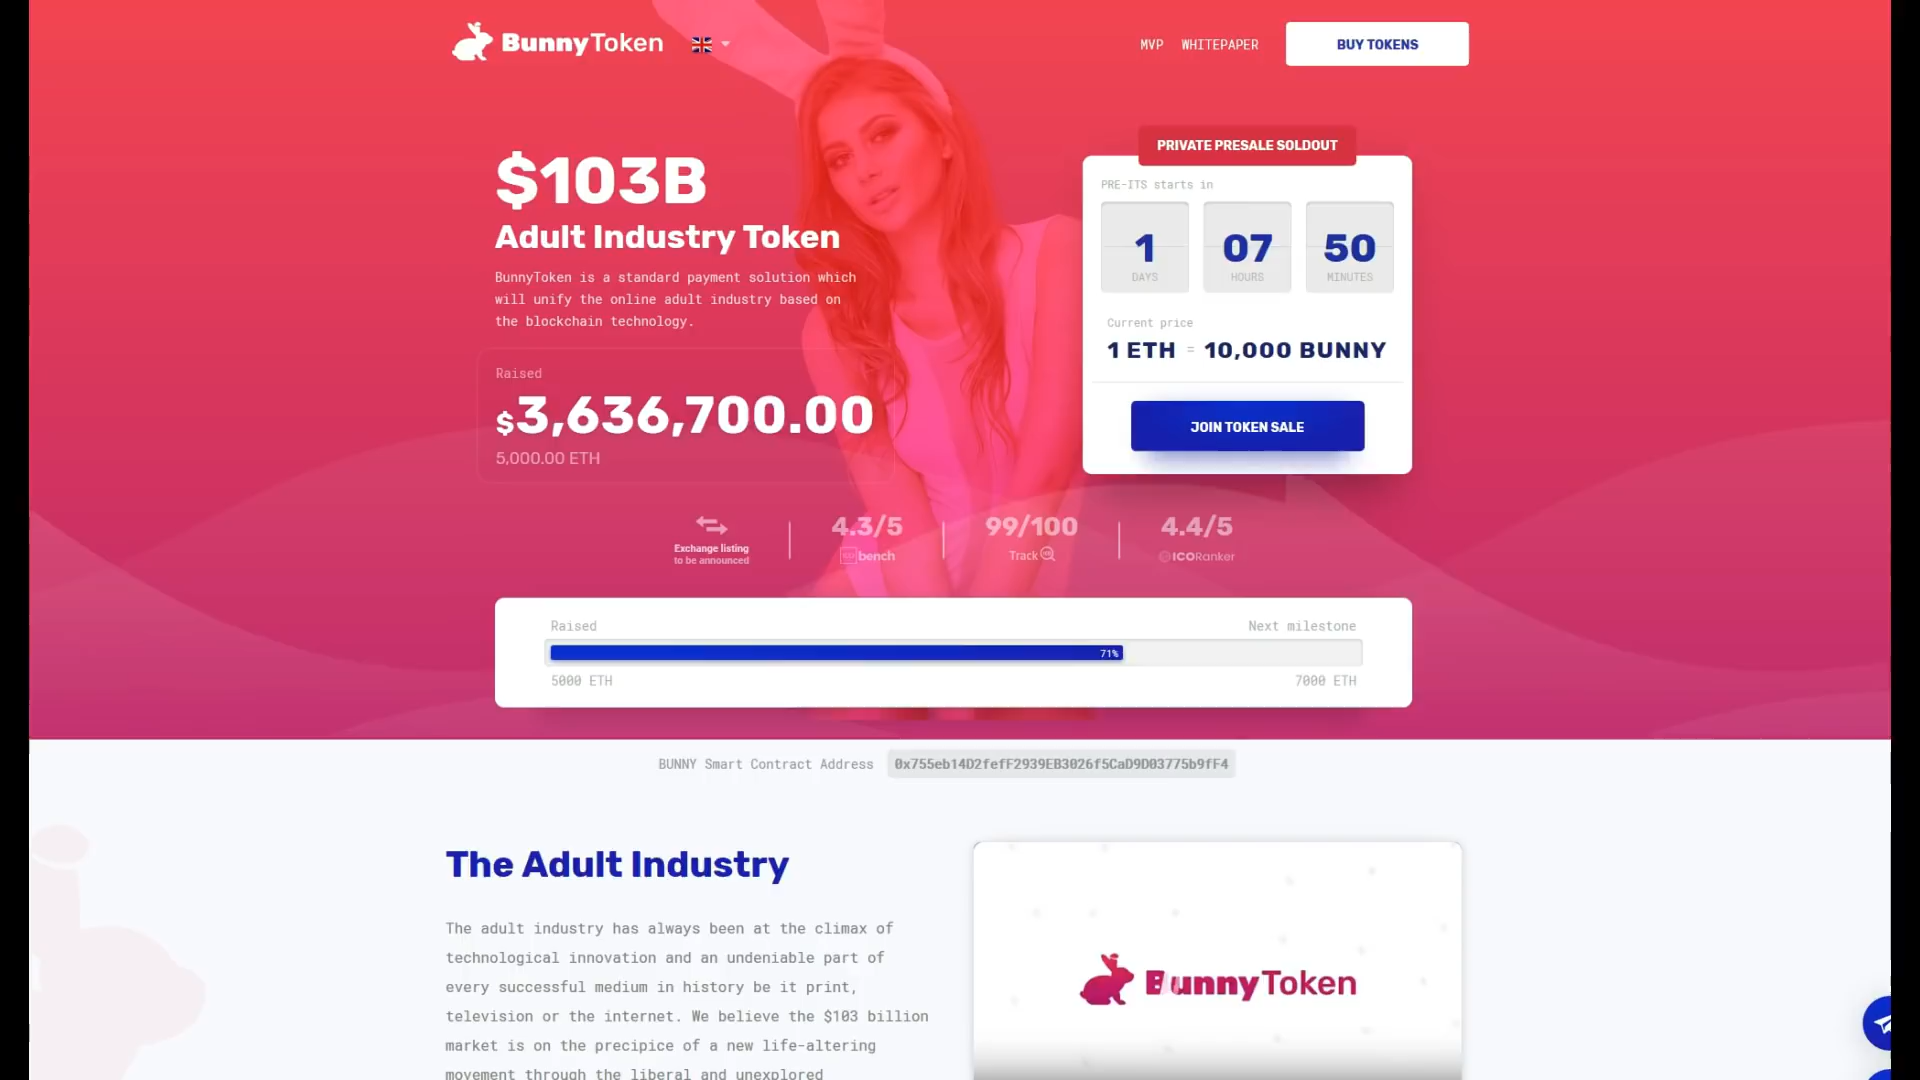 BunnyToken
MVP WHITEPAPER BUY TOKENS
$103B
Adult Industry Token
BunnyToken is a standard payment solution which
will unify the online adult industry based on
the blockchain technology.
Raised
$3,636,700.00
5,000.00 ETH
PRIVATE PRESALE SOLDOUT
PRE-ITS starts in
1 07 50
DAYS HOURS MINUTES
Current price
1 ETH = 10,000 BUNNY
JOIN TOKEN SALE
Exchange listing
to be announced
4.3/5
bench
99/100
Track
4.4/5
ICORanker
Raised Next milestone
71%
5000 ETH 7000 ETH
BUNNY Smart Contract Address 0x755eb14D2fefF2939EB3026f5CaD9D03775b9fF4
The Adult Industry
The adult industry has always been at the climax of
technological innovation and an undeniable part of
every successful medium in history be it print,
television or the internet. We believe the $103 billion
market is on the precipice of a new life-altering
movement through the liberal and unexplored
BunnyToken